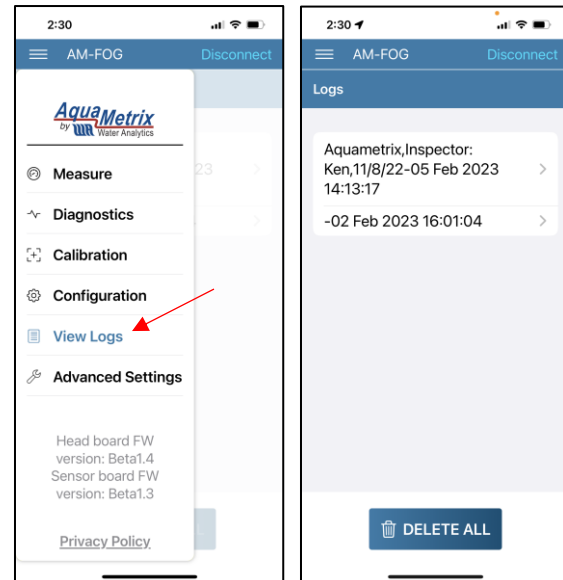 2:30
AM-FOG
Disconnect
AquaMetrix
by WR Water Analytics
Measure
Diagnostics
Calibration
Configuration
View Logs
Advanced Settings
Head board FW
version: Beta1.4
Sensor board FW
version: Beta1.3
Privacy Policy
23
2:30
AM-FOG
Disconnect
Logs
Aquametrix,Inspector:
Ken,11/8/22-05 Feb 2023
14:13:17
-02 Feb 2023 16:01:04
DELETE ALL